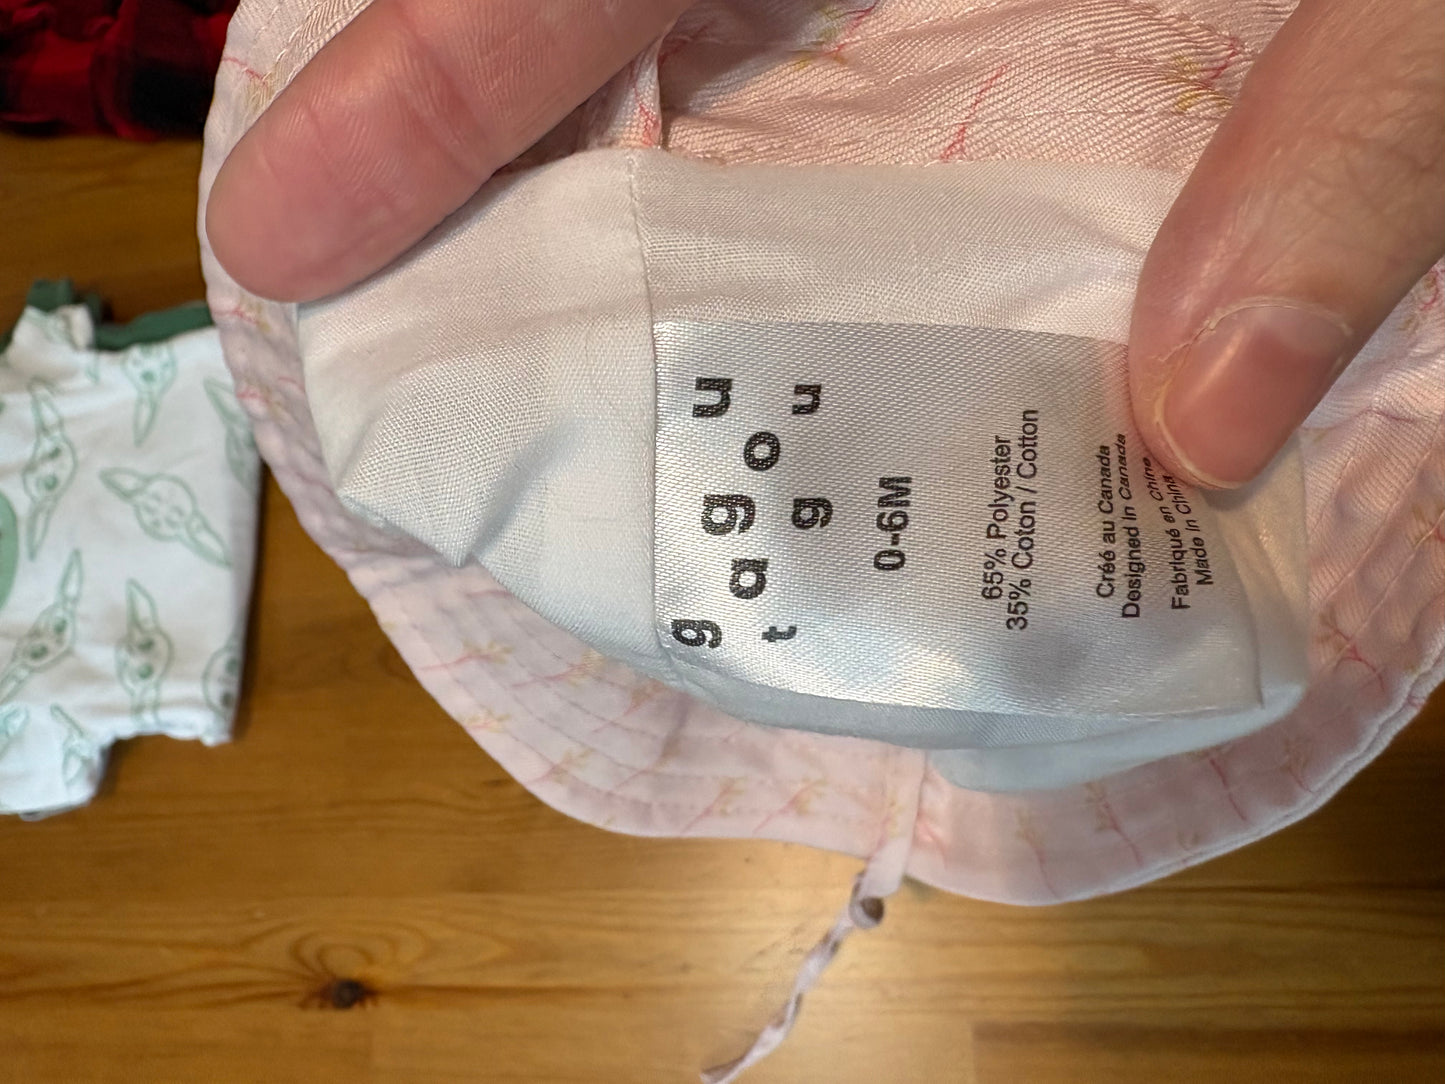 gagou
tagou
0-6M
65% Polyester
35% Coton / Cotton
Créé au Canada
Designed in Canada
Fabriqué en Chine
Made in China